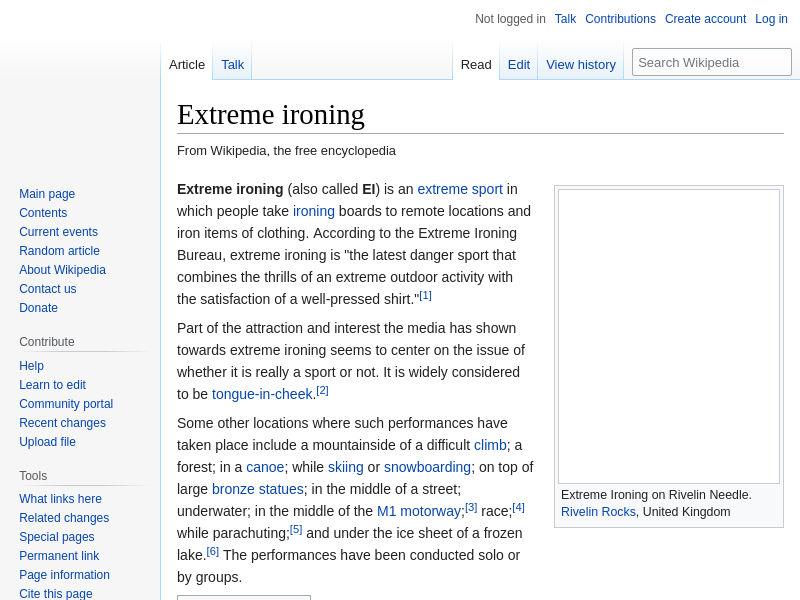 Not logged in Talk Contributions Create account Log in
Article Talk Read Edit View history Search Wikipedia
Extreme ironing
From Wikipedia, the free encyclopedia
Main page
Contents
Current events
Random article
About Wikipedia
Contact us
Donate
Contribute
Help
Learn to edit
Community portal
Recent changes
Upload file
Tools
What links here
Related changes
Special pages
Permanent link
Page information
Cite this page
Extreme ironing (also called EI) is an extreme sport in
which people take ironing boards to remote locations and
iron items of clothing. According to the Extreme Ironing
Bureau, extreme ironing is "the latest danger sport that
combines the thrills of an extreme outdoor activity with
the satisfaction of a well-pressed shirt."[1]
Part of the attraction and interest the media has shown
towards extreme ironing seems to center on the issue of
whether it is really a sport or not. It is widely considered
to be tongue-in-cheek.[2]
Some other locations where such performances have
taken place include a mountainside of a difficult climb; a
forest; in a canoe; while skiing or snowboarding; on top of
large bronze statues; in the middle of a street;
underwater; in the middle of the M1 motorway;[3] race;[4]
while parachuting;[5] and under the ice sheet of a frozen
lake.[6] The performances have been conducted solo or
by groups.
Extreme Ironing on Rivelin Needle.
Rivelin Rocks, United Kingdom